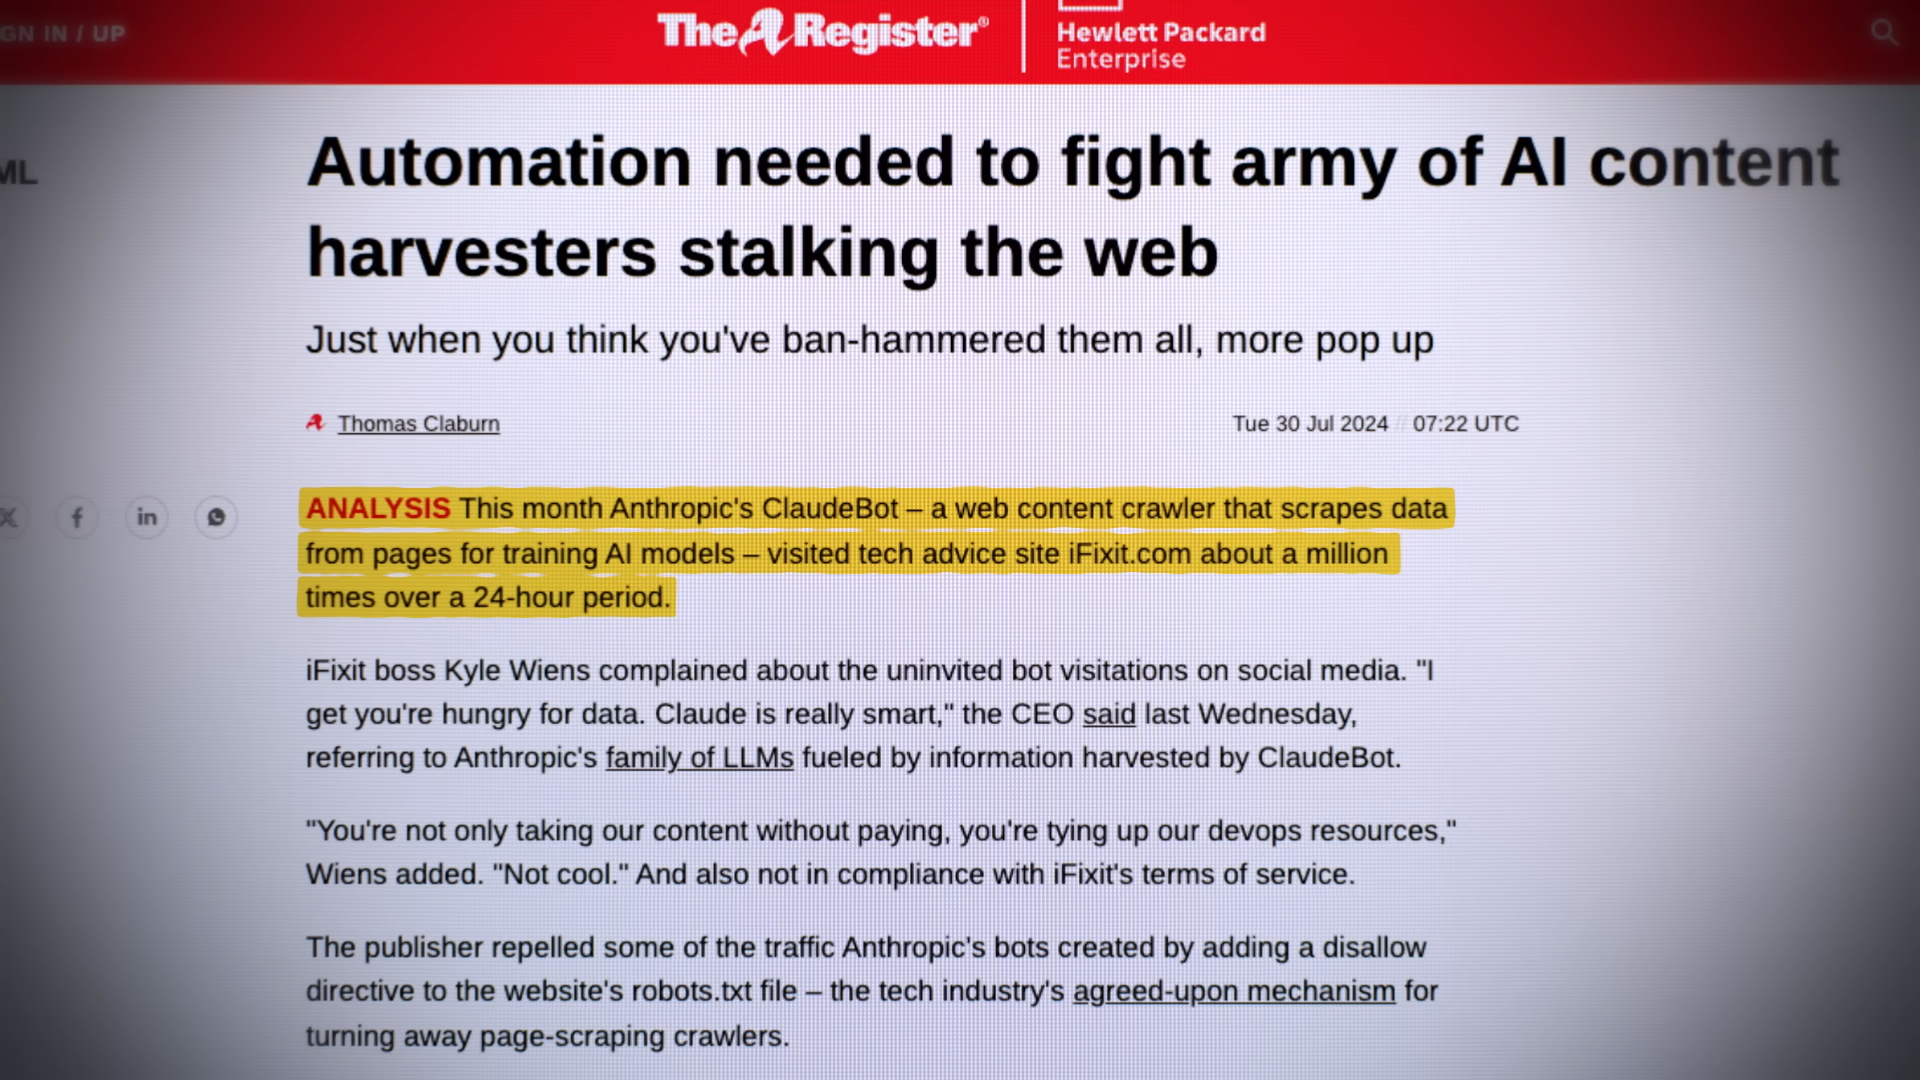 GN IN / UP
The Register®
Hewlett Packard
Enterprise
ML
Automation needed to fight army of AI content
harvesters stalking the web
Just when you think you've ban-hammered them all, more pop up
Thomas Claburn
Tue 30 Jul 2024 // 07:22 UTC
ANALYSIS This month Anthropic's ClaudeBot – a web content crawler that scrapes data
from pages for training AI models – visited tech advice site iFixit.com about a million
times over a 24-hour period.
iFixit boss Kyle Wiens complained about the uninvited bot visitations on social media. "I
get you're hungry for data. Claude is really smart," the CEO said last Wednesday,
referring to Anthropic's family of LLMs fueled by information harvested by ClaudeBot.
"You're not only taking our content without paying, you're tying up our devops resources,"
Wiens added. "Not cool." And also not in compliance with iFixit's terms of service.
The publisher repelled some of the traffic Anthropic's bots created by adding a disallow
directive to the website's robots.txt file – the tech industry's agreed-upon mechanism for
turning away page-scraping crawlers.